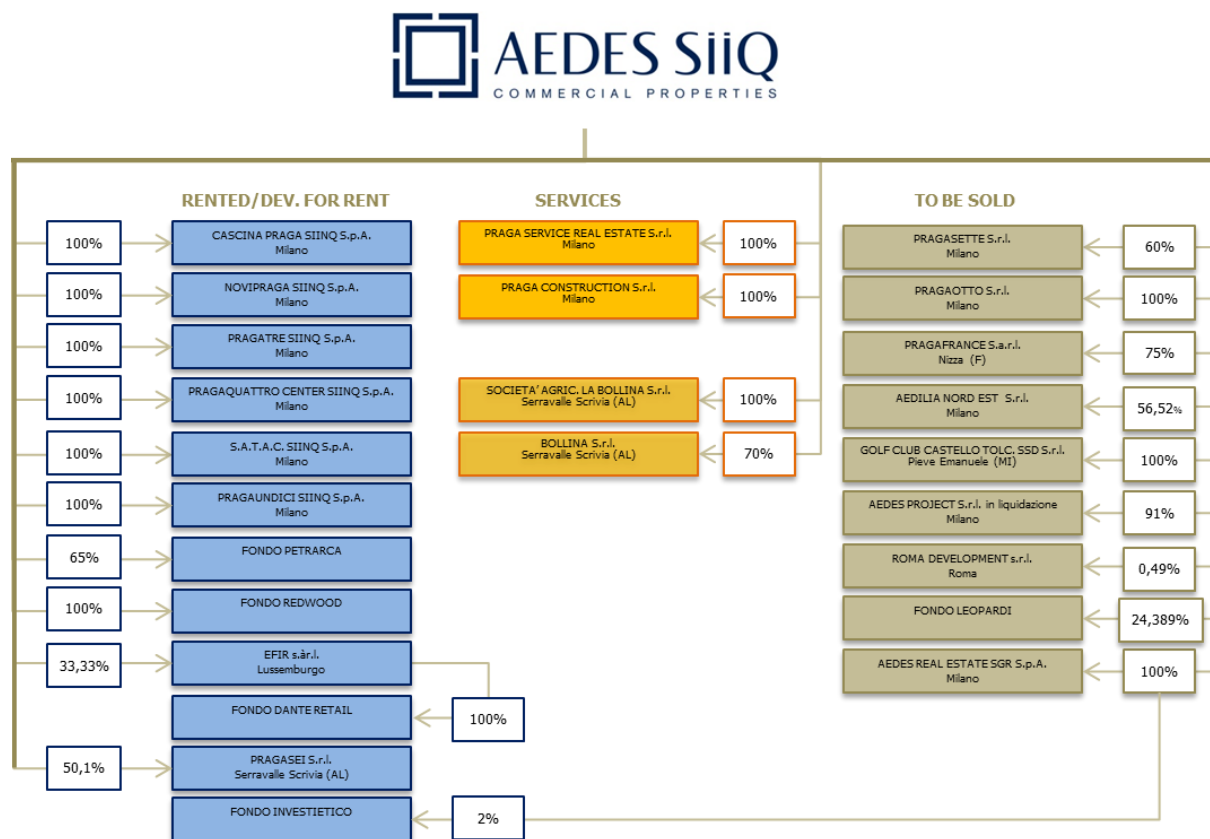 AEDES SiiQ
COMMERCIAL PROPERTIES
RENTED/DEV. FOR RENT
100%
CASCINA PRAGA SIINQ S.p.A.
Milano
100%
NOVIPRAGA SIINQ S.p.A.
Milano
100%
PRAGATRE SIINQ S.p.A.
Milano
100%
PRAGAQUATTRO CENTER SIINQ S.p.A.
Milano
100%
S.A.T.A.C. SIINQ S.p.A.
Milano
100%
PRAGAUNDICI SIINQ S.p.A.
Milano
65%
FONDO PETRARCA
100%
FONDO REDWOOD
33,33%
EFIR s.àr.l.
Lussemburgo
FONDO DANTE RETAIL
100%
50,1%
PRAGASEI S.r.l.
Serravalle Scrivia (AL)
FONDO INVESTIETICO
2%
SERVICES
PRAGA SERVICE REAL ESTATE S.r.l.
Milano
100%
PRAGA CONSTRUCTION S.r.l.
Milano
100%
SOCIETA' AGRIC. LA BOLLINA S.r.l.
Serravalle Scrivia (AL)
100%
BOLLINA S.r.l.
Serravalle Scrivia (AL)
70%
TO BE SOLD
PRAGASETTE S.r.l.
Milano
60%
PRAGAOTTO S.r.l.
Milano
100%
PRAGAFRANCE S.a.r.l.
Nizza (F)
75%
AEDILIA NORD EST S.r.l.
Milano
56,52%
GOLF CLUB CASTELLO TOLC. SSD S.r.l.
Pieve Emanuele (MI)
100%
AEDES PROJECT S.r.l. in liquidazione
Milano
91%
ROMA DEVELOPMENT s.r.l.
Roma
0,49%
FONDO LEOPARDI
24,389%
AEDES REAL ESTATE SGR S.p.A.
Milano
100%